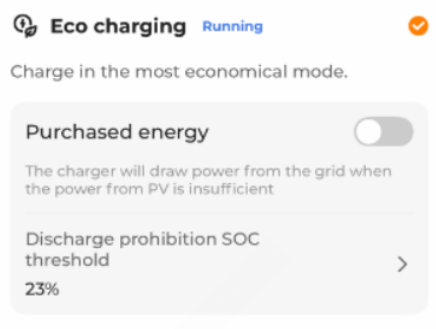 Eco charging Running
Charge in the most economical mode.
Purchased energy
The charger will draw power from the grid when
the power from PV is insufficient
Discharge prohibition SOC
threshold
23%